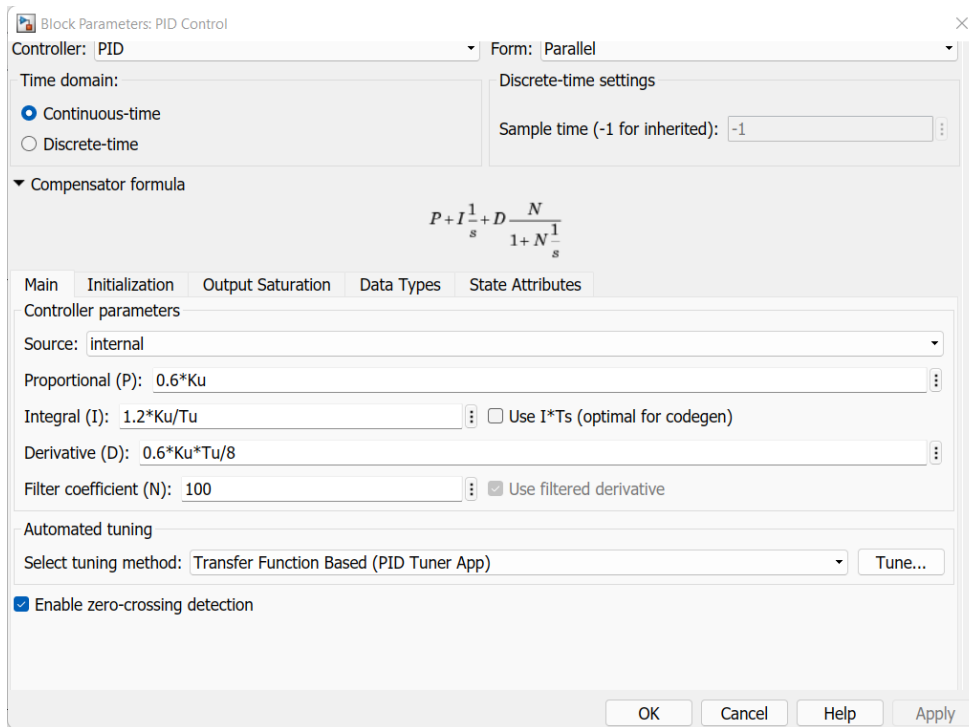 Block Parameters: PID Control
Controller: PID Form: Parallel
Time domain:
Discrete-time settings
Continuous-time
Discrete-time
Sample time (-1 for inherited): -1
Compensator formula
P+I 1/s +D N/(1+N 1/s)
Main Initialization Output Saturation Data Types State Attributes
Controller parameters
Source: internal
Proportional (P): 0.6*Ku
Integral (I): 1.2*Ku/Tu Use I*Ts (optimal for codegen)
Derivative (D): 0.6*Ku*Tu/8
Filter coefficient (N): 100 Use filtered derivative
Automated tuning
Select tuning method: Transfer Function Based (PID Tuner App) Tune...
Enable zero-crossing detection
OK Cancel Help Apply